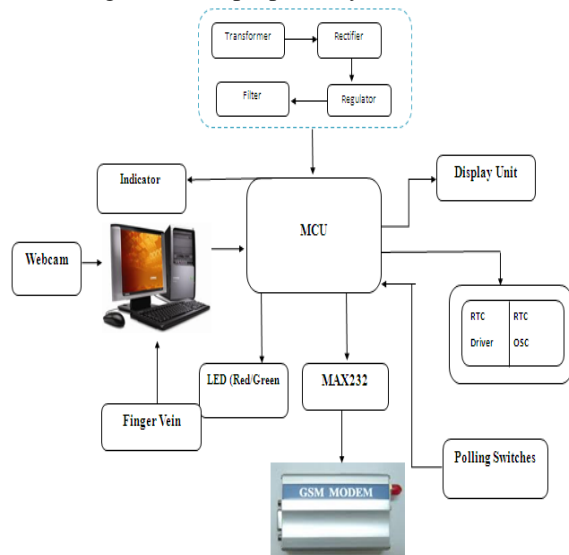 Transformer
Rectifier
Filter
Regulator
Indicator
MCU
Display Unit
Webcam
RTC
RTC
Driver
OSC
LED (Red/Green
MAX232
Finger Vein
Polling Switches
GSM MODEM